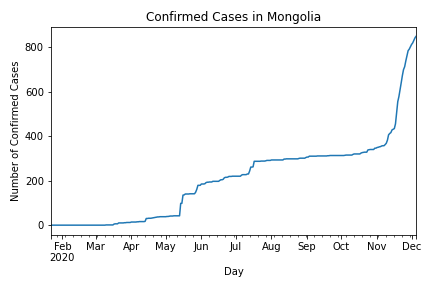 Confirmed Cases in Mongolia
Number of Confirmed Cases
800
600
400
200
0
Feb Mar Apr May Jun Jul Aug Sep Oct Nov Dec
2020
Day